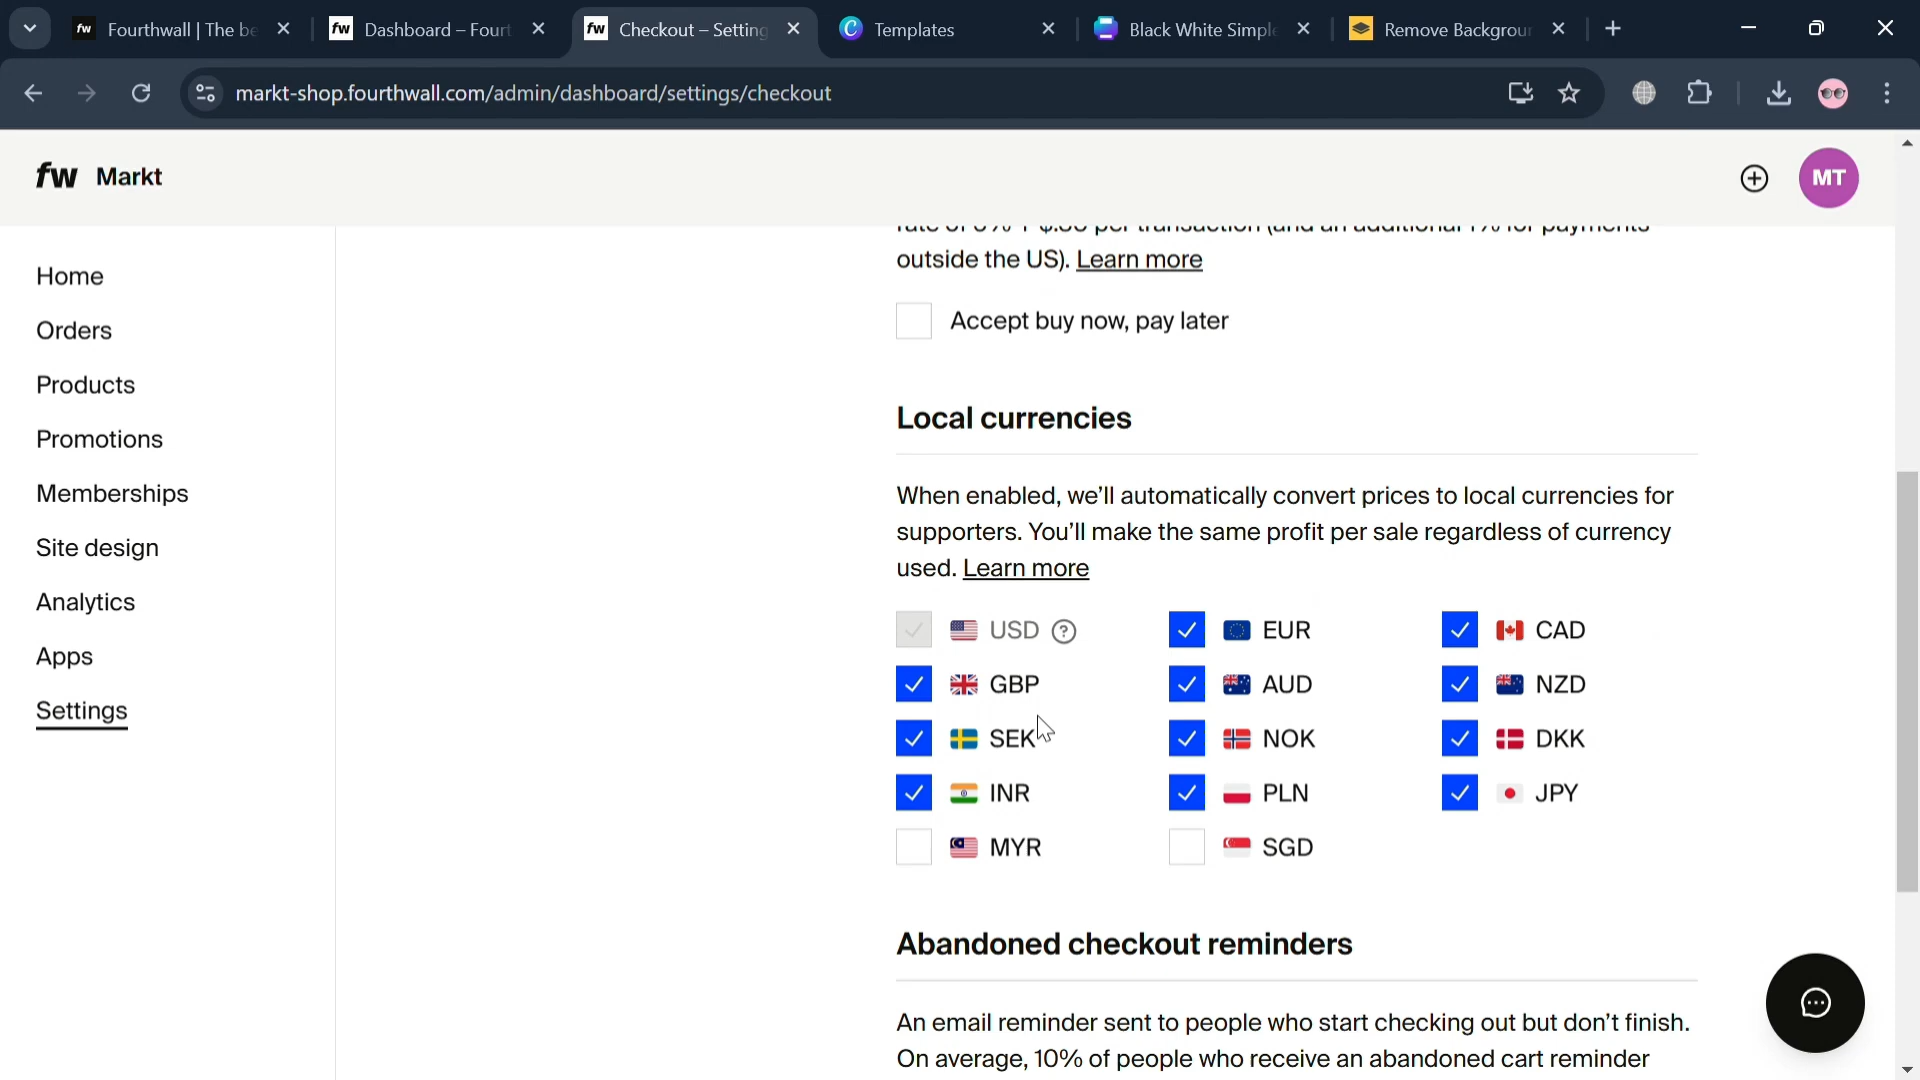 Fourthwall | The be
Dashboard – Fourt
Checkout – Setting
Templates
Black White Simple
Remove Backgrour
markt-shop.fourthwall.com/admin/dashboard/settings/checkout
fw Markt
MT
Home
Orders
Products
Promotions
Memberships
Site design
Analytics
Apps
Settings
outside the US). Learn more
Accept buy now, pay later
Local currencies
When enabled, we'll automatically convert prices to local currencies for
supporters. You'll make the same profit per sale regardless of currency
used. Learn more
USD EUR CAD
GBP AUD NZD
SEK NOK DKK
INR PLN JPY
MYR SGD
Abandoned checkout reminders
An email reminder sent to people who start checking out but don't finish.
On average, 10% of people who receive an abandoned cart reminder